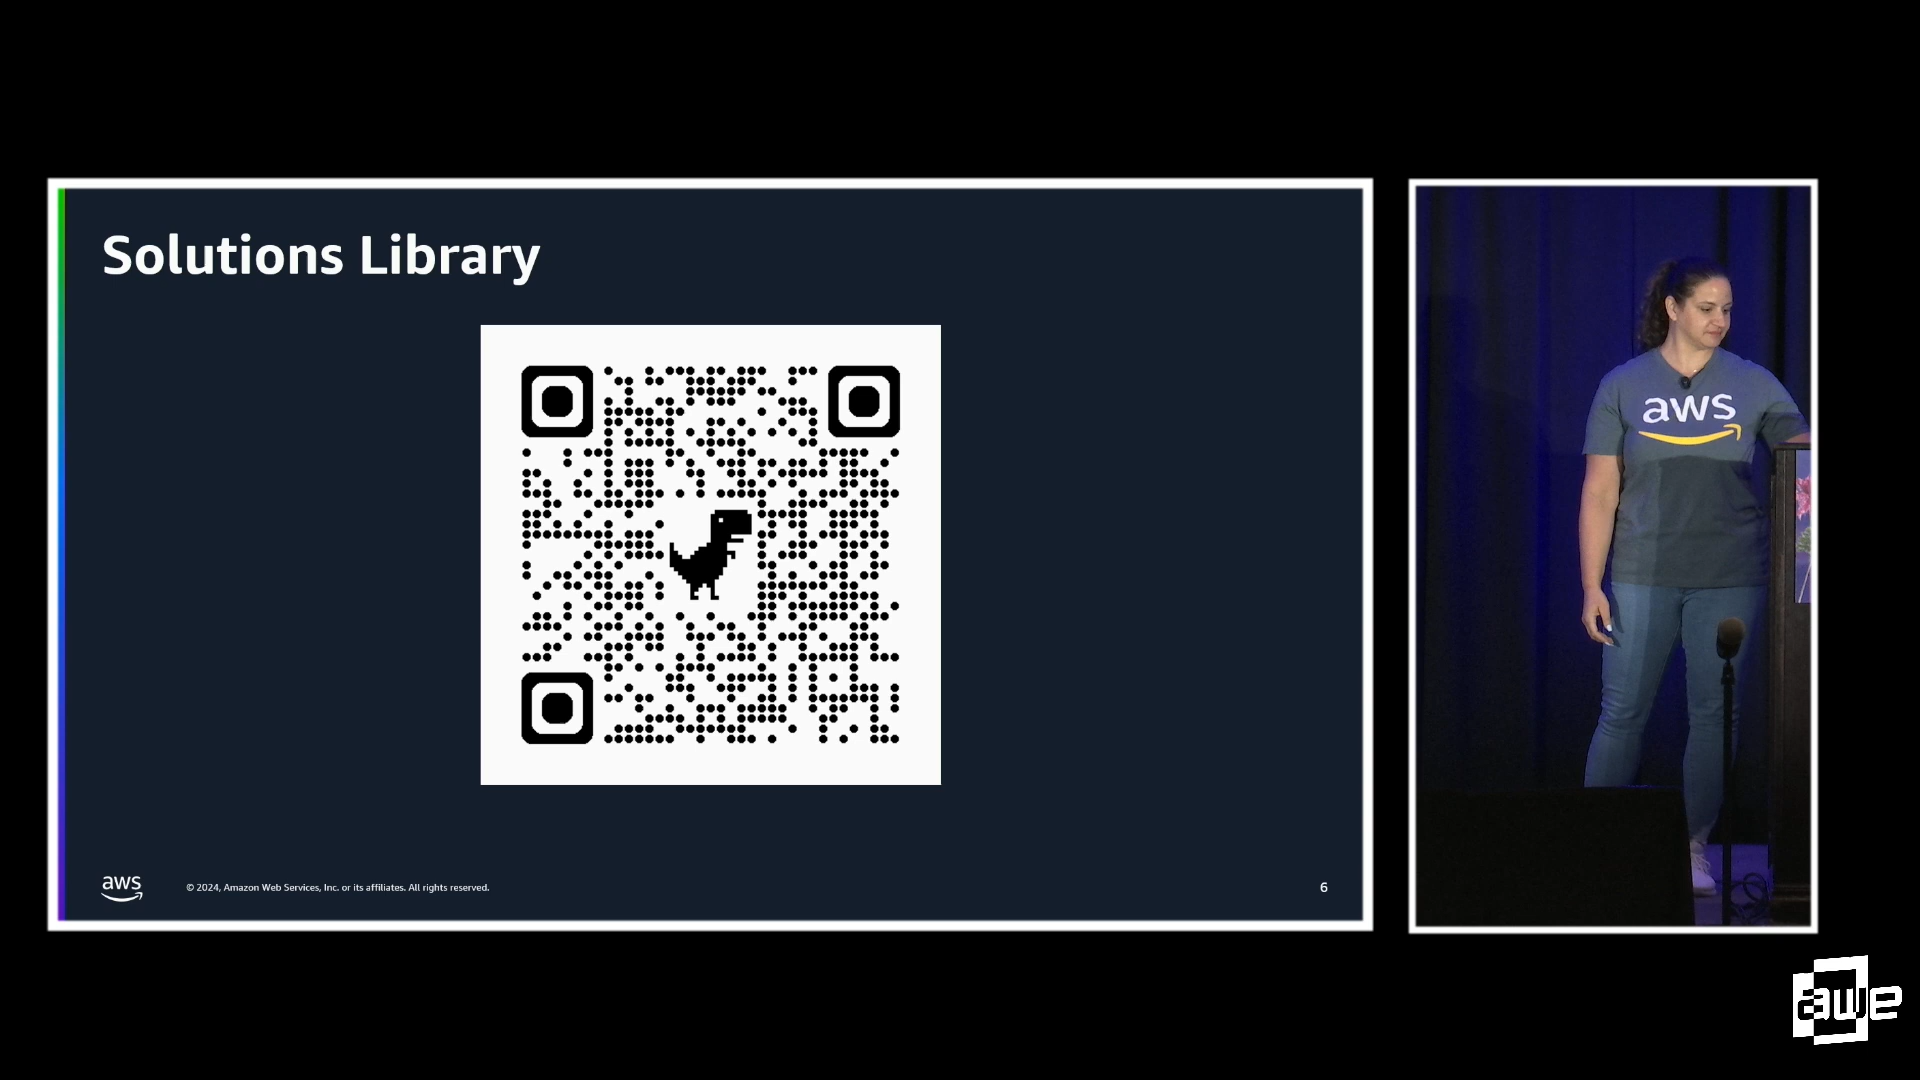 Solutions Library
aws
© 2024, Amazon Web Services, Inc. or its affiliates. All rights reserved.
6
aws
awe